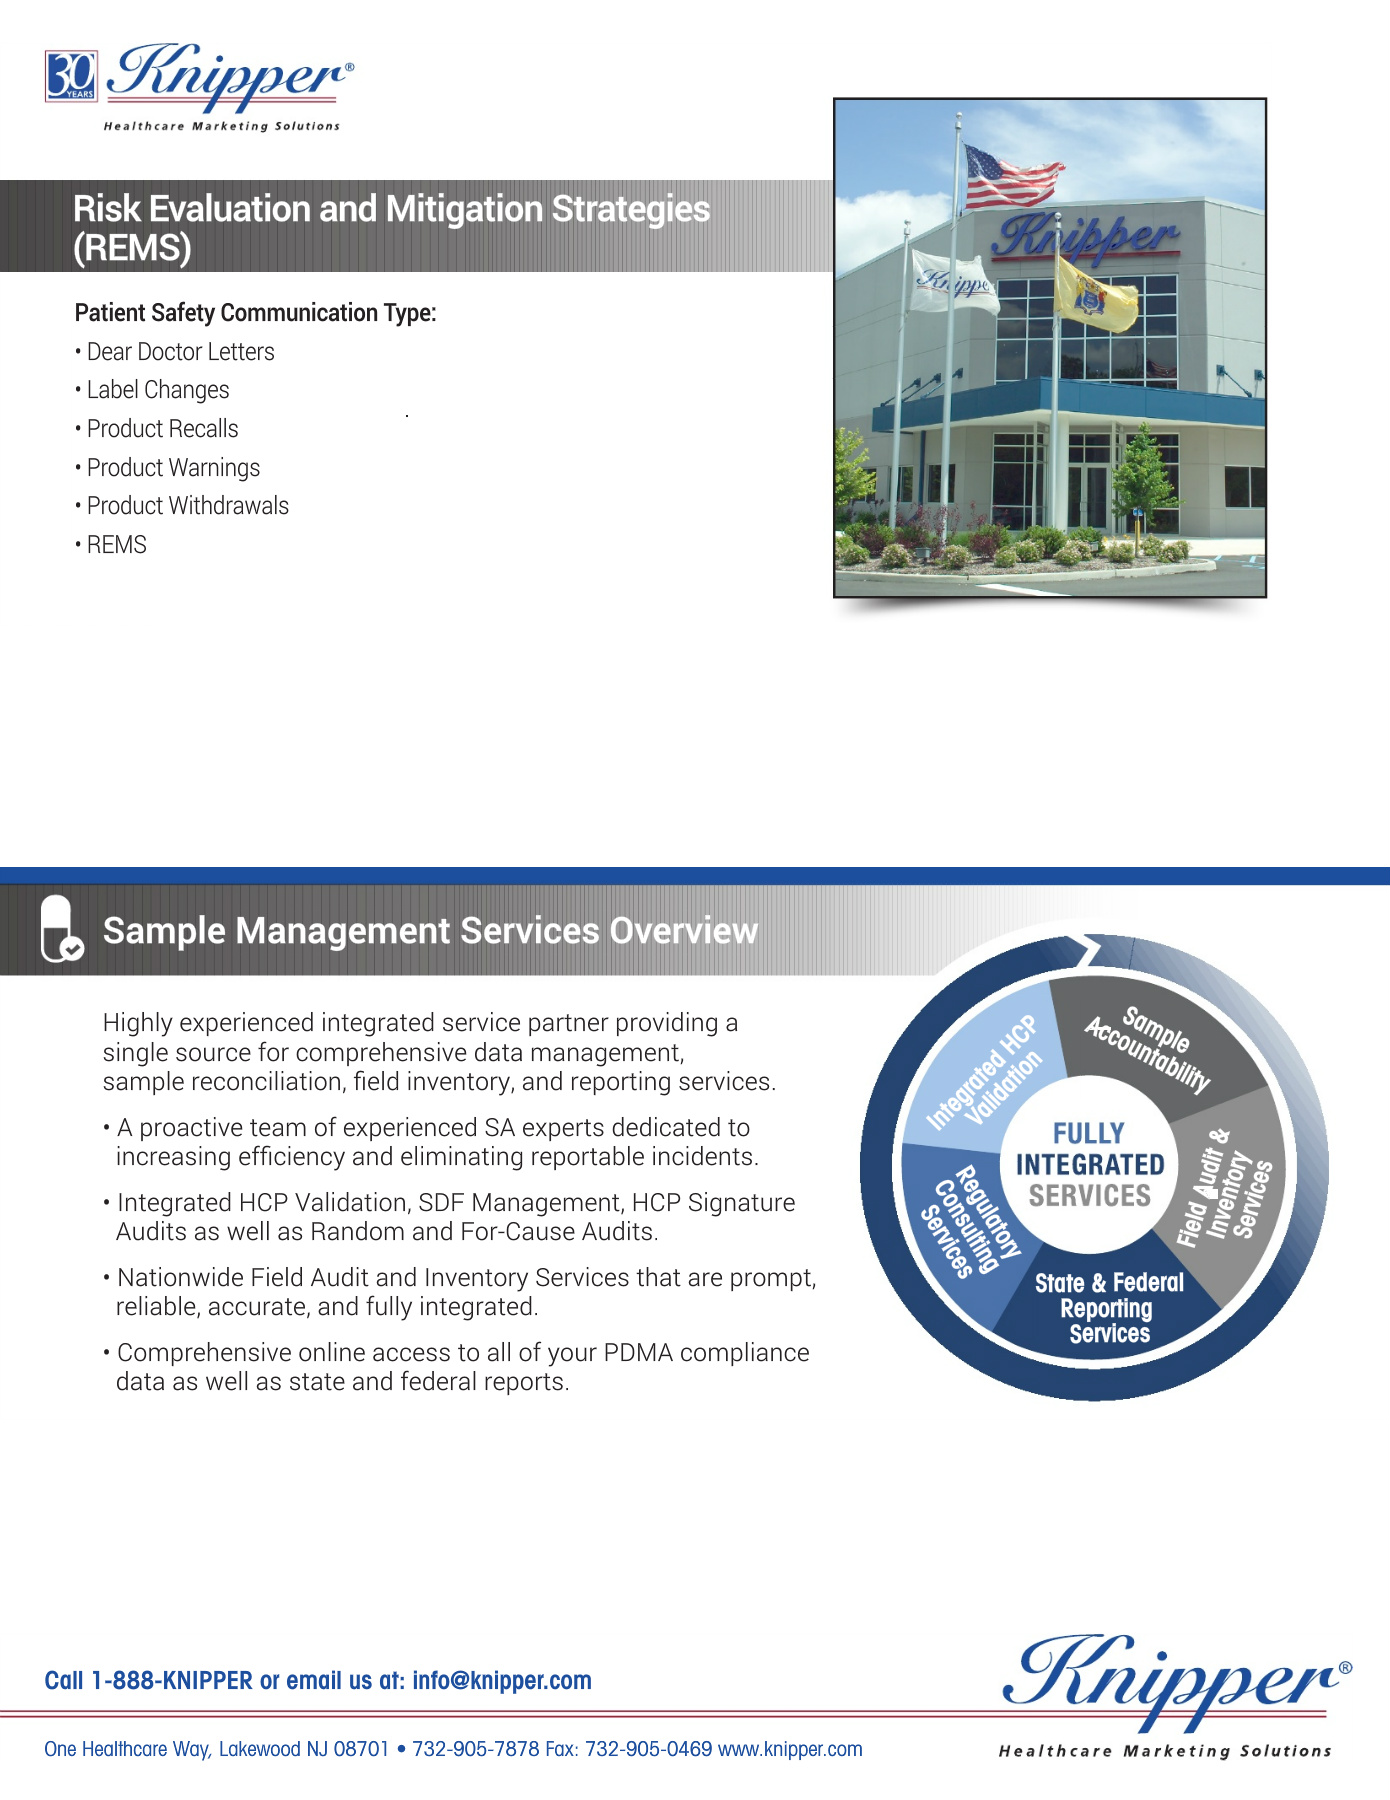 30
YEARS
Knipper®
Healthcare Marketing Solutions
Risk Evaluation and Mitigation Strategies
(REMS)
Patient Safety Communication Type:
• Dear Doctor Letters
• Label Changes
• Product Recalls
• Product Warnings
• Product Withdrawals
• REMS
Knipper
Knipper
Sample Management Services Overview
Highly experienced integrated service partner providing a
single source for comprehensive data management,
sample reconciliation, field inventory, and reporting services.
• A proactive team of experienced SA experts dedicated to
increasing efficiency and eliminating reportable incidents.
• Integrated HCP Validation, SDF Management, HCP Signature
Audits as well as Random and For-Cause Audits.
• Nationwide Field Audit and Inventory Services that are prompt,
reliable, accurate, and fully integrated.
• Comprehensive online access to all of your PDMA compliance
data as well as state and federal reports.
Sample
Accountability
Field Audit &
Inventory
Services
State & Federal
Reporting
Services
Regulatory
Consulting
Services
Integrated HCP
Validation
FULLY
INTEGRATED
SERVICES
Call 1-888-KNIPPER or email us at: info@knipper.com
One Healthcare Way, Lakewood NJ 08701 • 732-905-7878 Fax: 732-905-0469 www.knipper.com
Knipper®
Healthcare Marketing Solutions